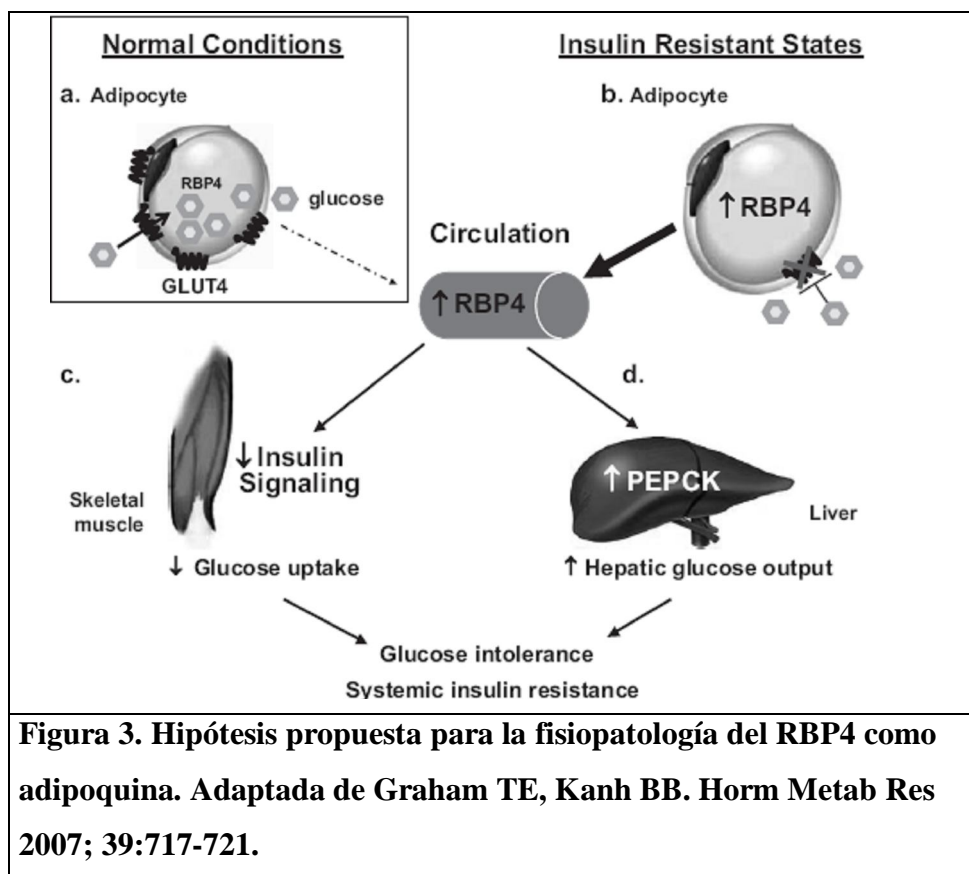 Normal Conditions
a. Adipocyte
RBP4
glucose
GLUT4
Insulin Resistant States
b. Adipocyte
↑ RBP4
Circulation
↑ RBP4
c.
↓ Insulin
Signaling
Skeletal
muscle
↓ Glucose uptake
d.
↑ PEPCK
Liver
↑ Hepatic glucose output
Glucose intolerance
Systemic insulin resistance
Figura 3. Hipótesis propuesta para la fisiopatología del RBP4 como
adipoquina. Adaptada de Graham TE, Kanh BB. Horm Metab Res
2007; 39:717-721.